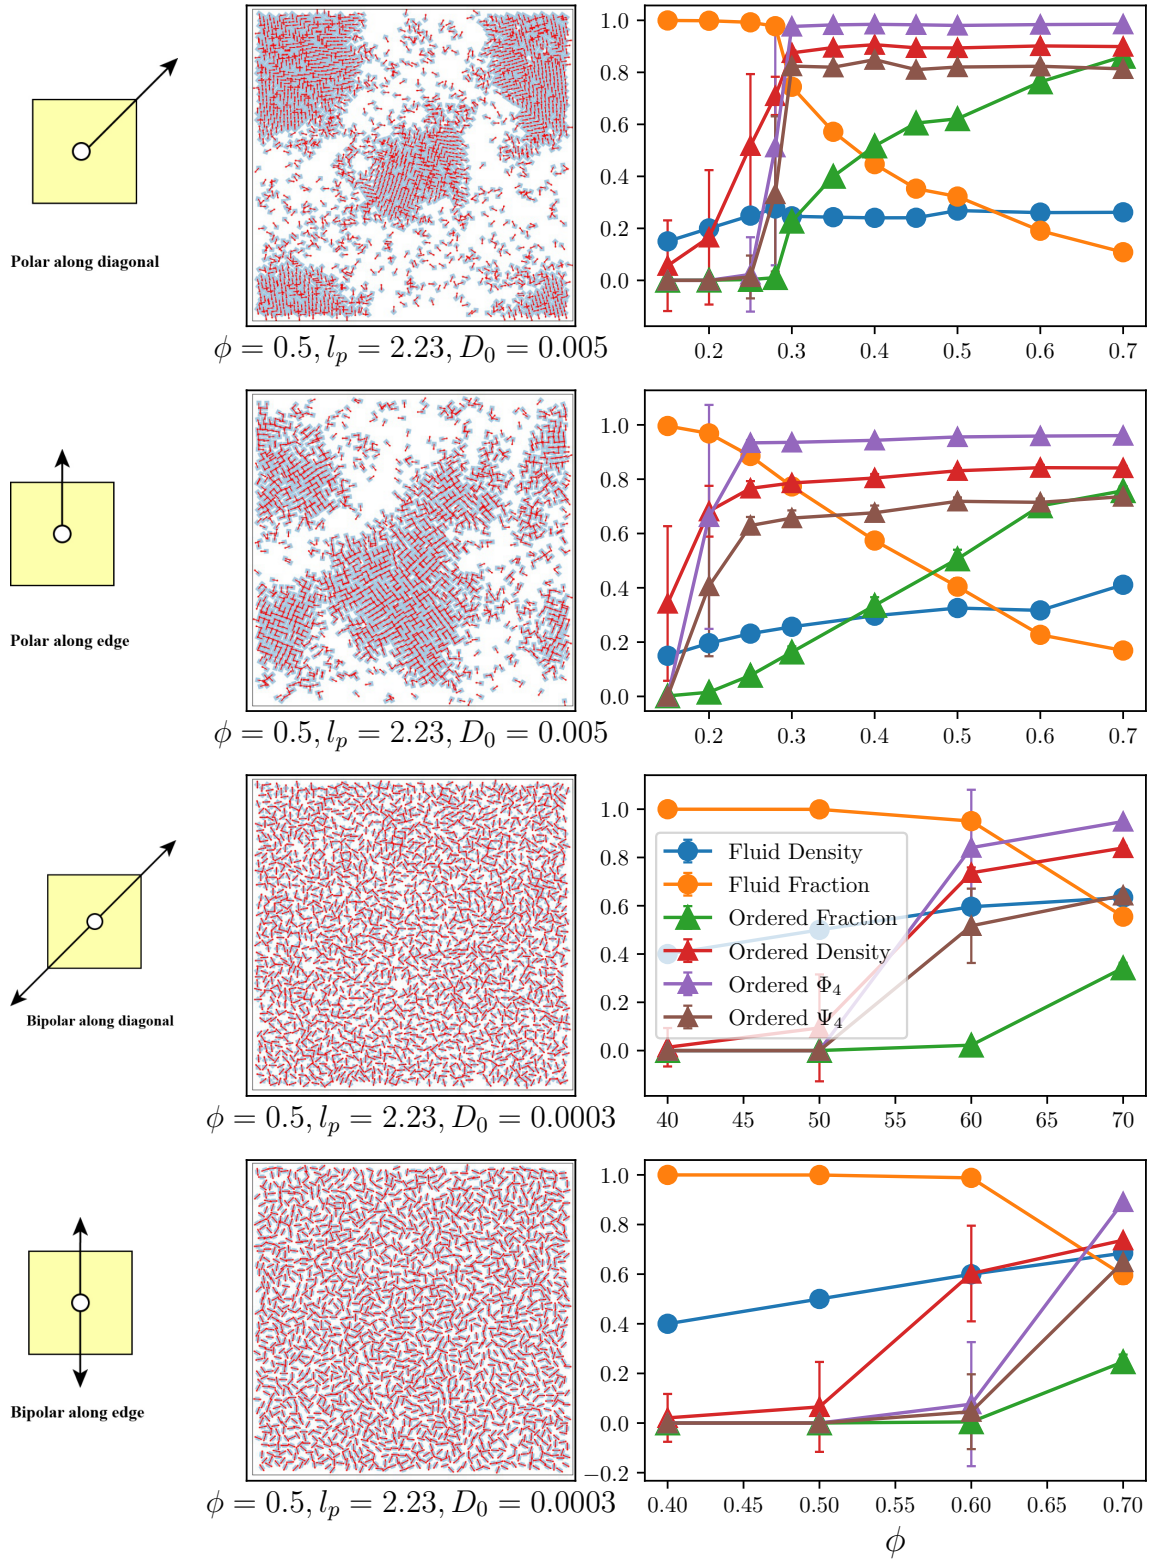 Polar along diagonal
ϕ = 0.5, l_p = 2.23, D_0 = 0.005
1.0
0.8
0.6
0.4
0.2
0.0
0.2 0.3 0.4 0.5 0.6 0.7
Polar along edge
ϕ = 0.5, l_p = 2.23, D_0 = 0.005
1.0
0.8
0.6
0.4
0.2
0.0
0.2 0.3 0.4 0.5 0.6 0.7
Bipolar along diagonal
ϕ = 0.5, l_p = 2.23, D_0 = 0.0003
1.0
0.8
0.6
0.4
0.2
0.0
Fluid Density
Fluid Fraction
Ordered Fraction
Ordered Density
Ordered Φ_4
Ordered Ψ_4
40 45 50 55 60 65 70
Bipolar along edge
ϕ = 0.5, l_p = 2.23, D_0 = 0.0003
1.0
0.8
0.6
0.4
0.2
0.0
−0.2
0.40 0.45 0.50 0.55 0.60 0.65 0.70
ϕ